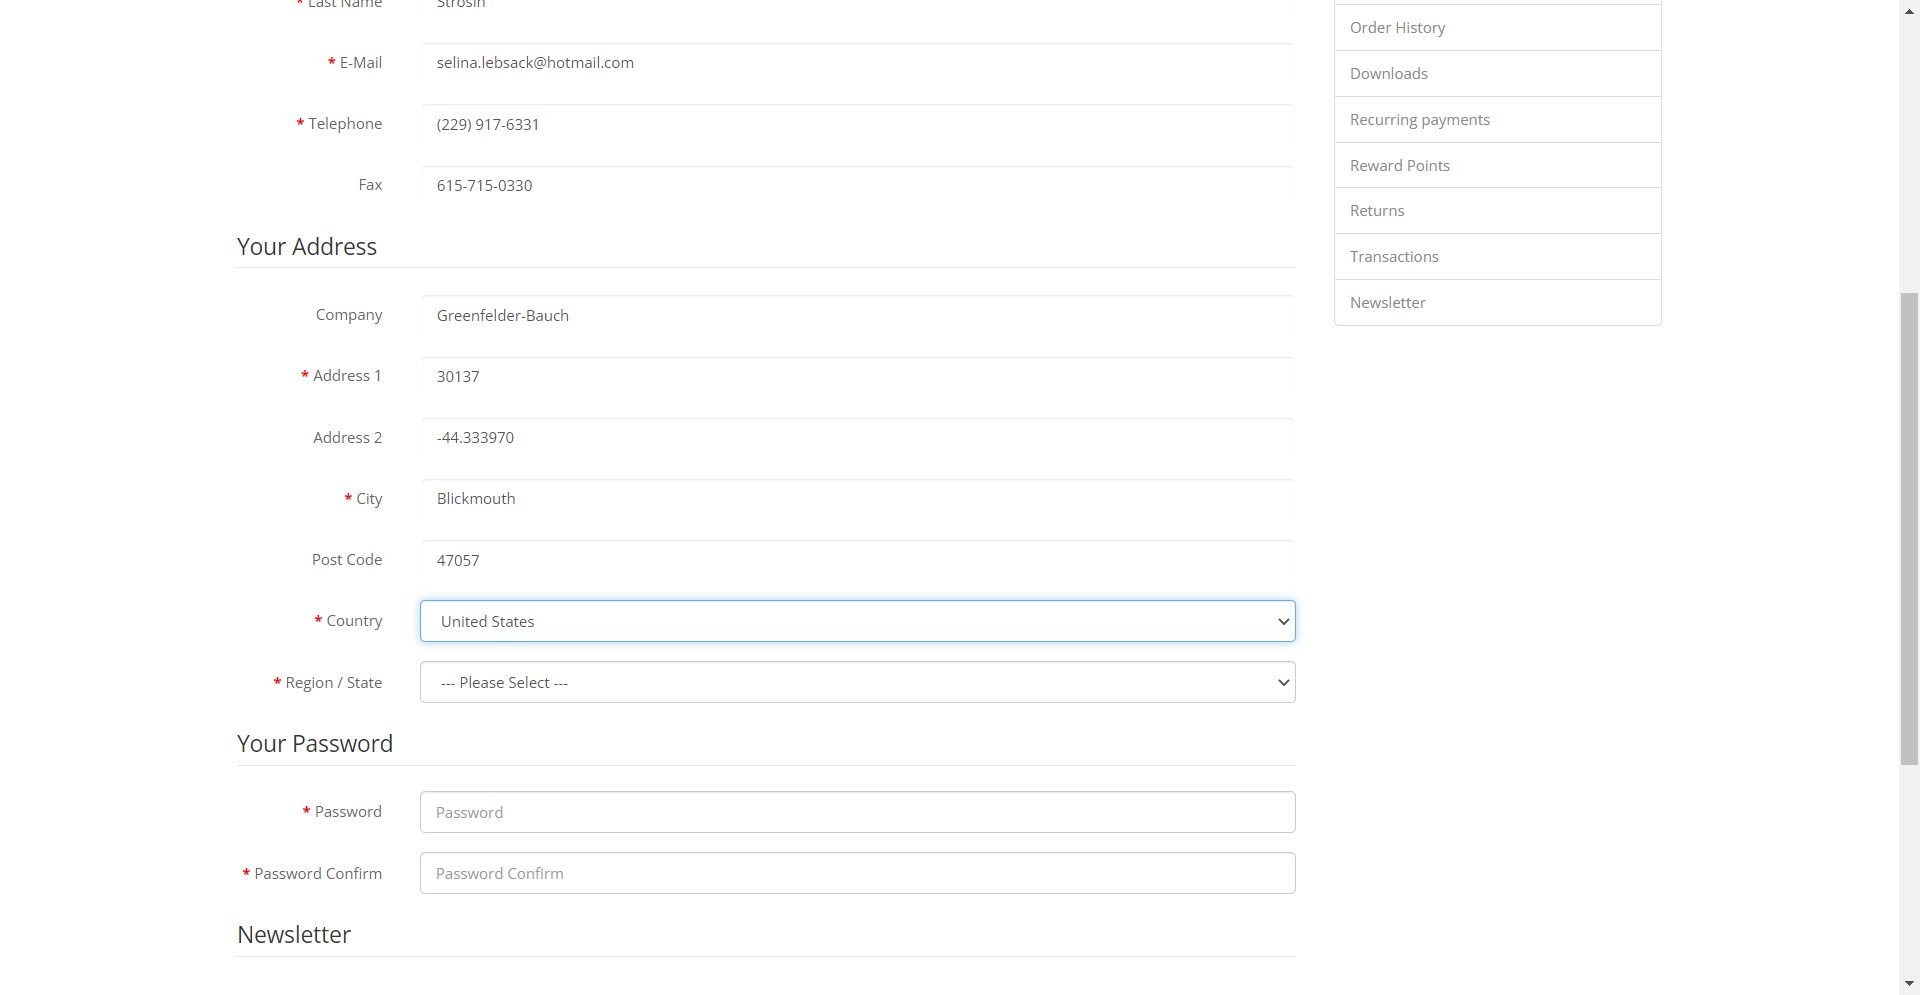 * Last Name
Strosin
* E-Mail
selina.lebsack@hotmail.com
* Telephone
(229) 917-6331
Fax
615-715-0330
Your Address
Company
Greenfelder-Bauch
* Address 1
30137
Address 2
-44.333970
* City
Blickmouth
Post Code
47057
* Country
United States
* Region / State
--- Please Select ---
Your Password
* Password
Password
* Password Confirm
Password Confirm
Newsletter
Order History
Downloads
Recurring payments
Reward Points
Returns
Transactions
Newsletter